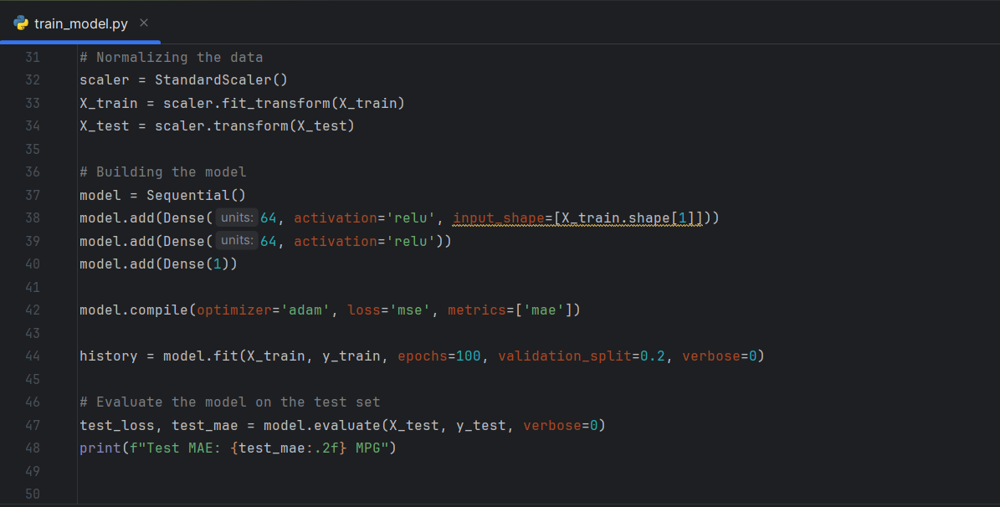 train_model.py
31 # Normalizing the data
32 scaler = StandardScaler()
33 X_train = scaler.fit_transform(X_train)
34 X_test = scaler.transform(X_test)
35
36 # Building the model
37 model = Sequential()
38 model.add(Dense( units: 64, activation='relu', input_shape=[X_train.shape[1]]))
39 model.add(Dense( units: 64, activation='relu'))
40 model.add(Dense(1))
41
42 model.compile(optimizer='adam', loss='mse', metrics=['mae'])
43
44 history = model.fit(X_train, y_train, epochs=100, validation_split=0.2, verbose=0)
45
46 # Evaluate the model on the test set
47 test_loss, test_mae = model.evaluate(X_test, y_test, verbose=0)
48 print(f"Test MAE: {test_mae:.2f} MPG")
49
50